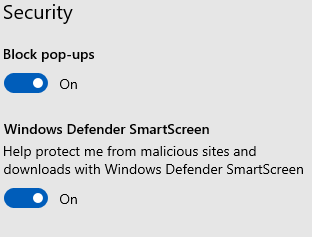 Security
Block pop-ups
On
Windows Defender SmartScreen
Help protect me from malicious sites and
downloads with Windows Defender SmartScreen
On